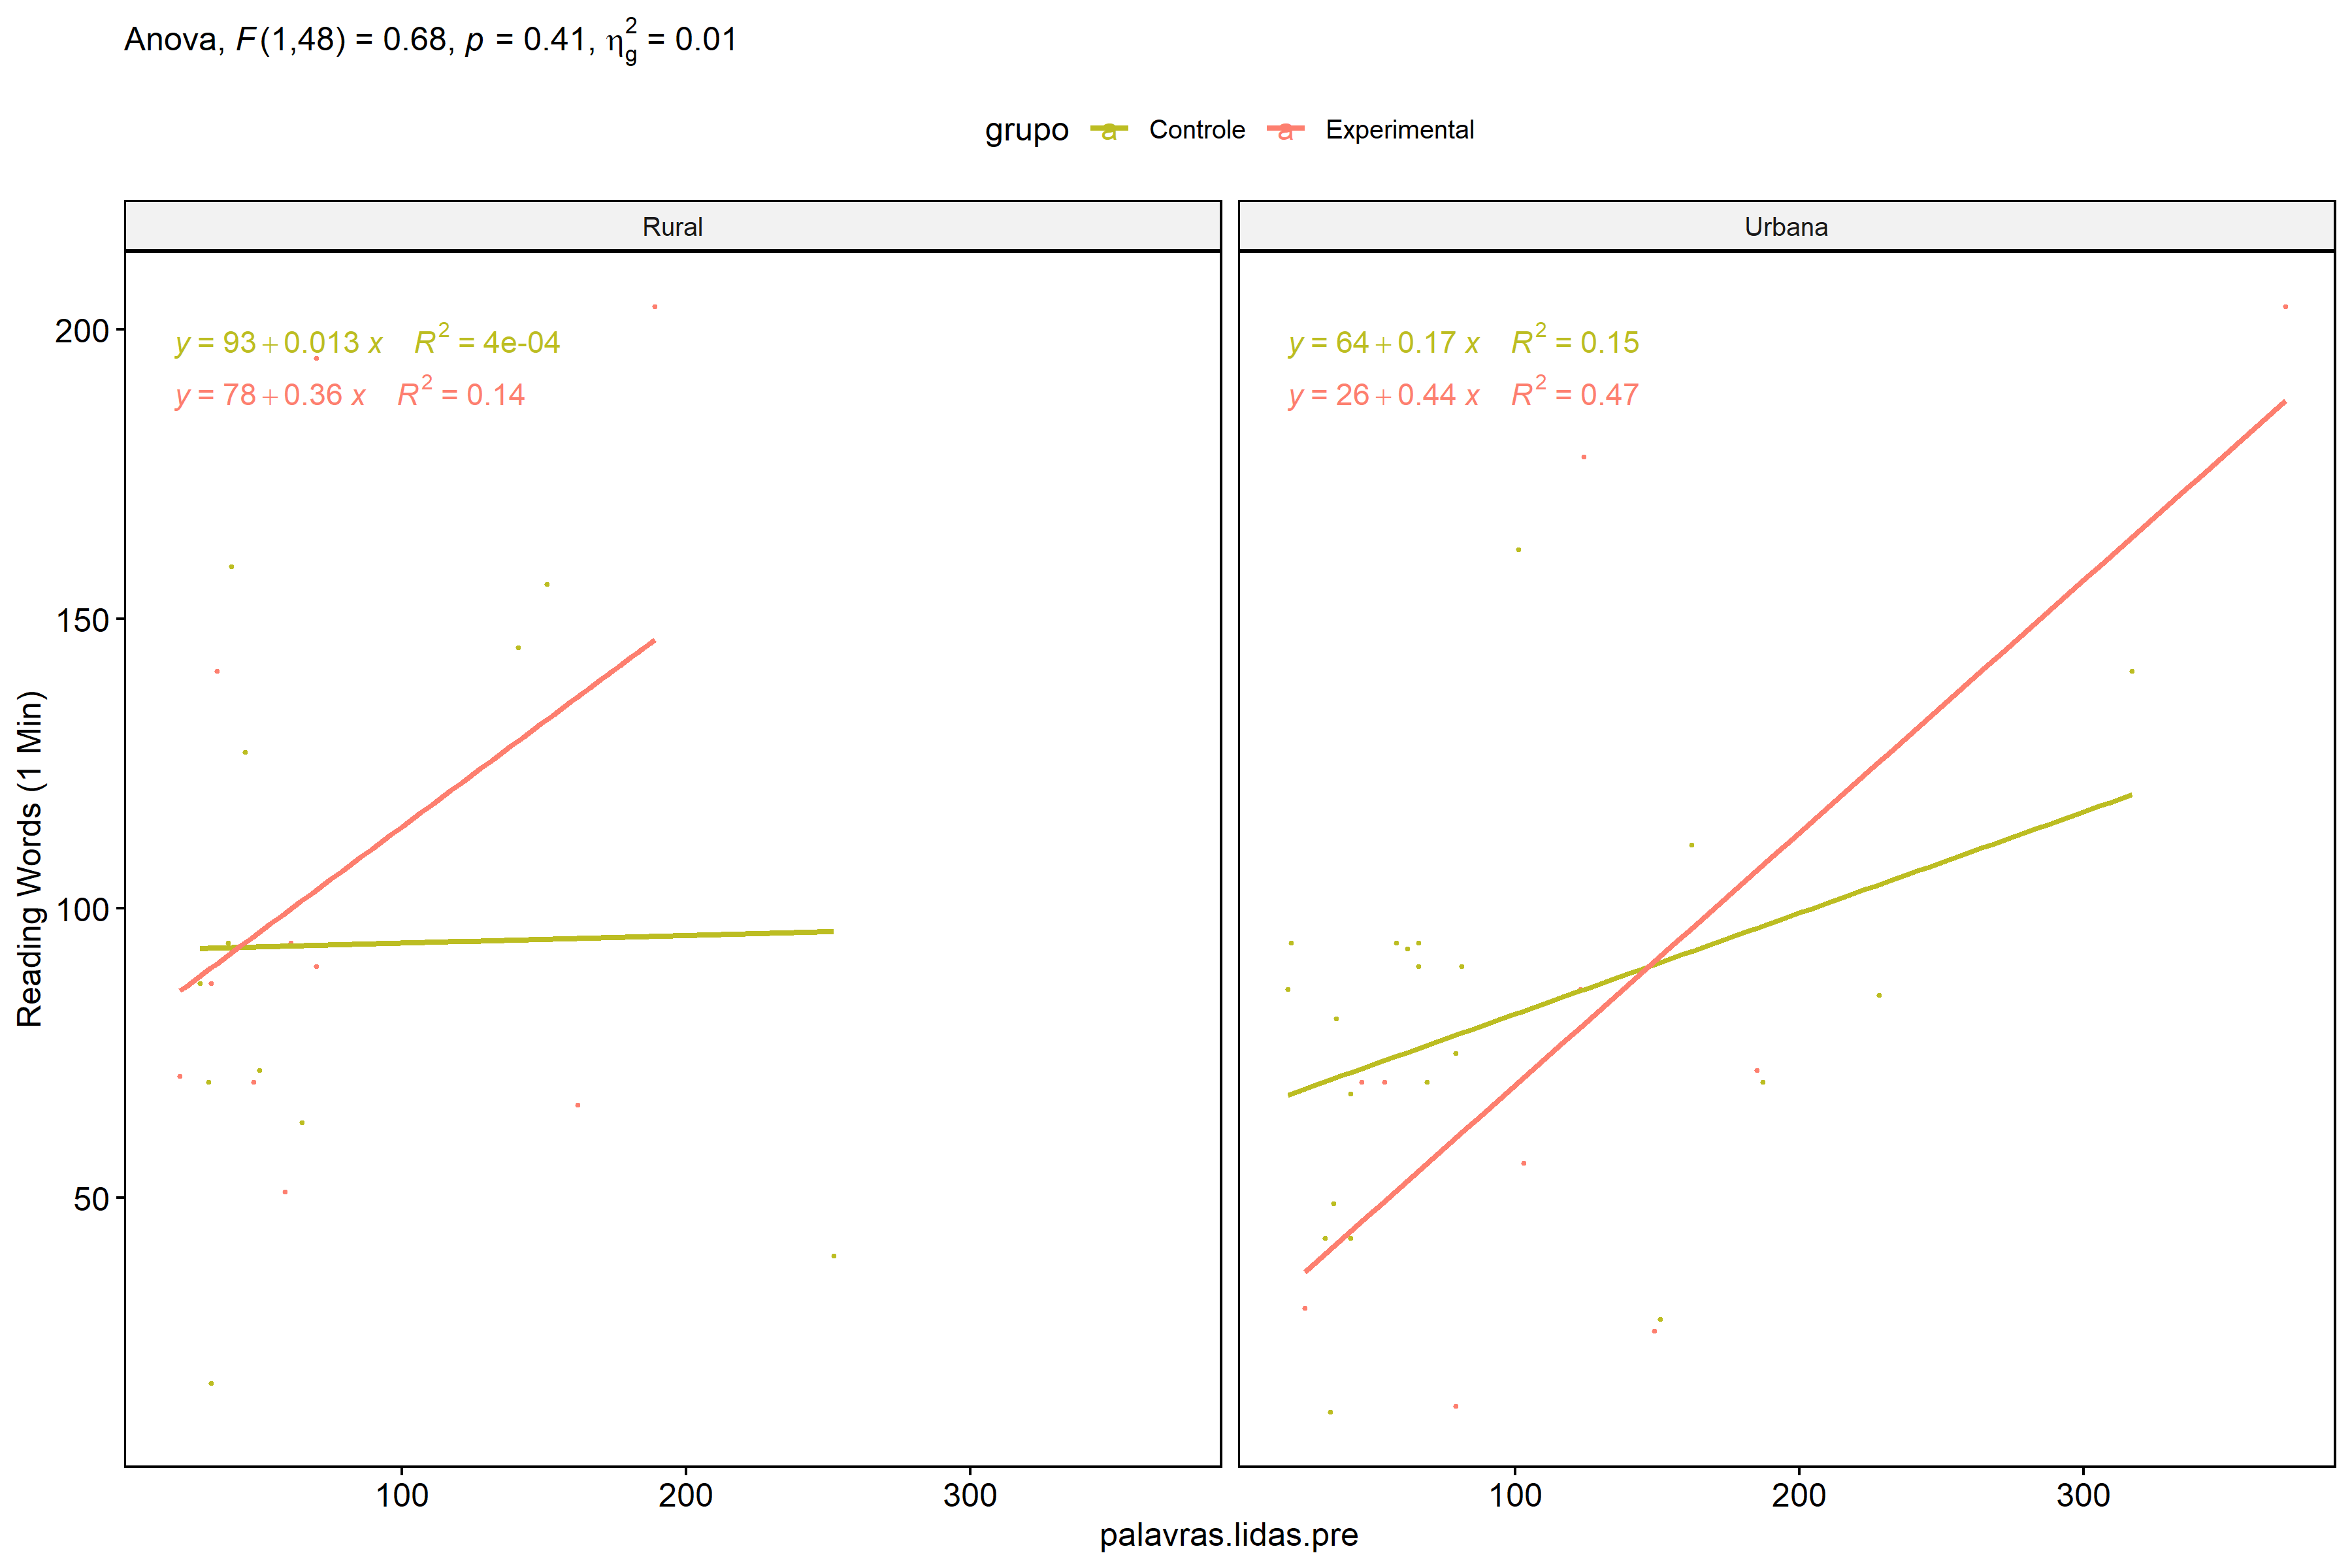 Anova, F(1,48) = 0.68, p = 0.41, η²g = 0.01
grupo a Controle a Experimental
Rural
Urbana
y = 93 + 0.013 x R² = 4e-04
y = 78 + 0.36 x R² = 0.14
y = 64 + 0.17 x R² = 0.15
y = 26 + 0.44 x R² = 0.47
Reading Words (1 Min)
200
150
100
50
100 200 300
100 200 300
palavras.lidas.pre